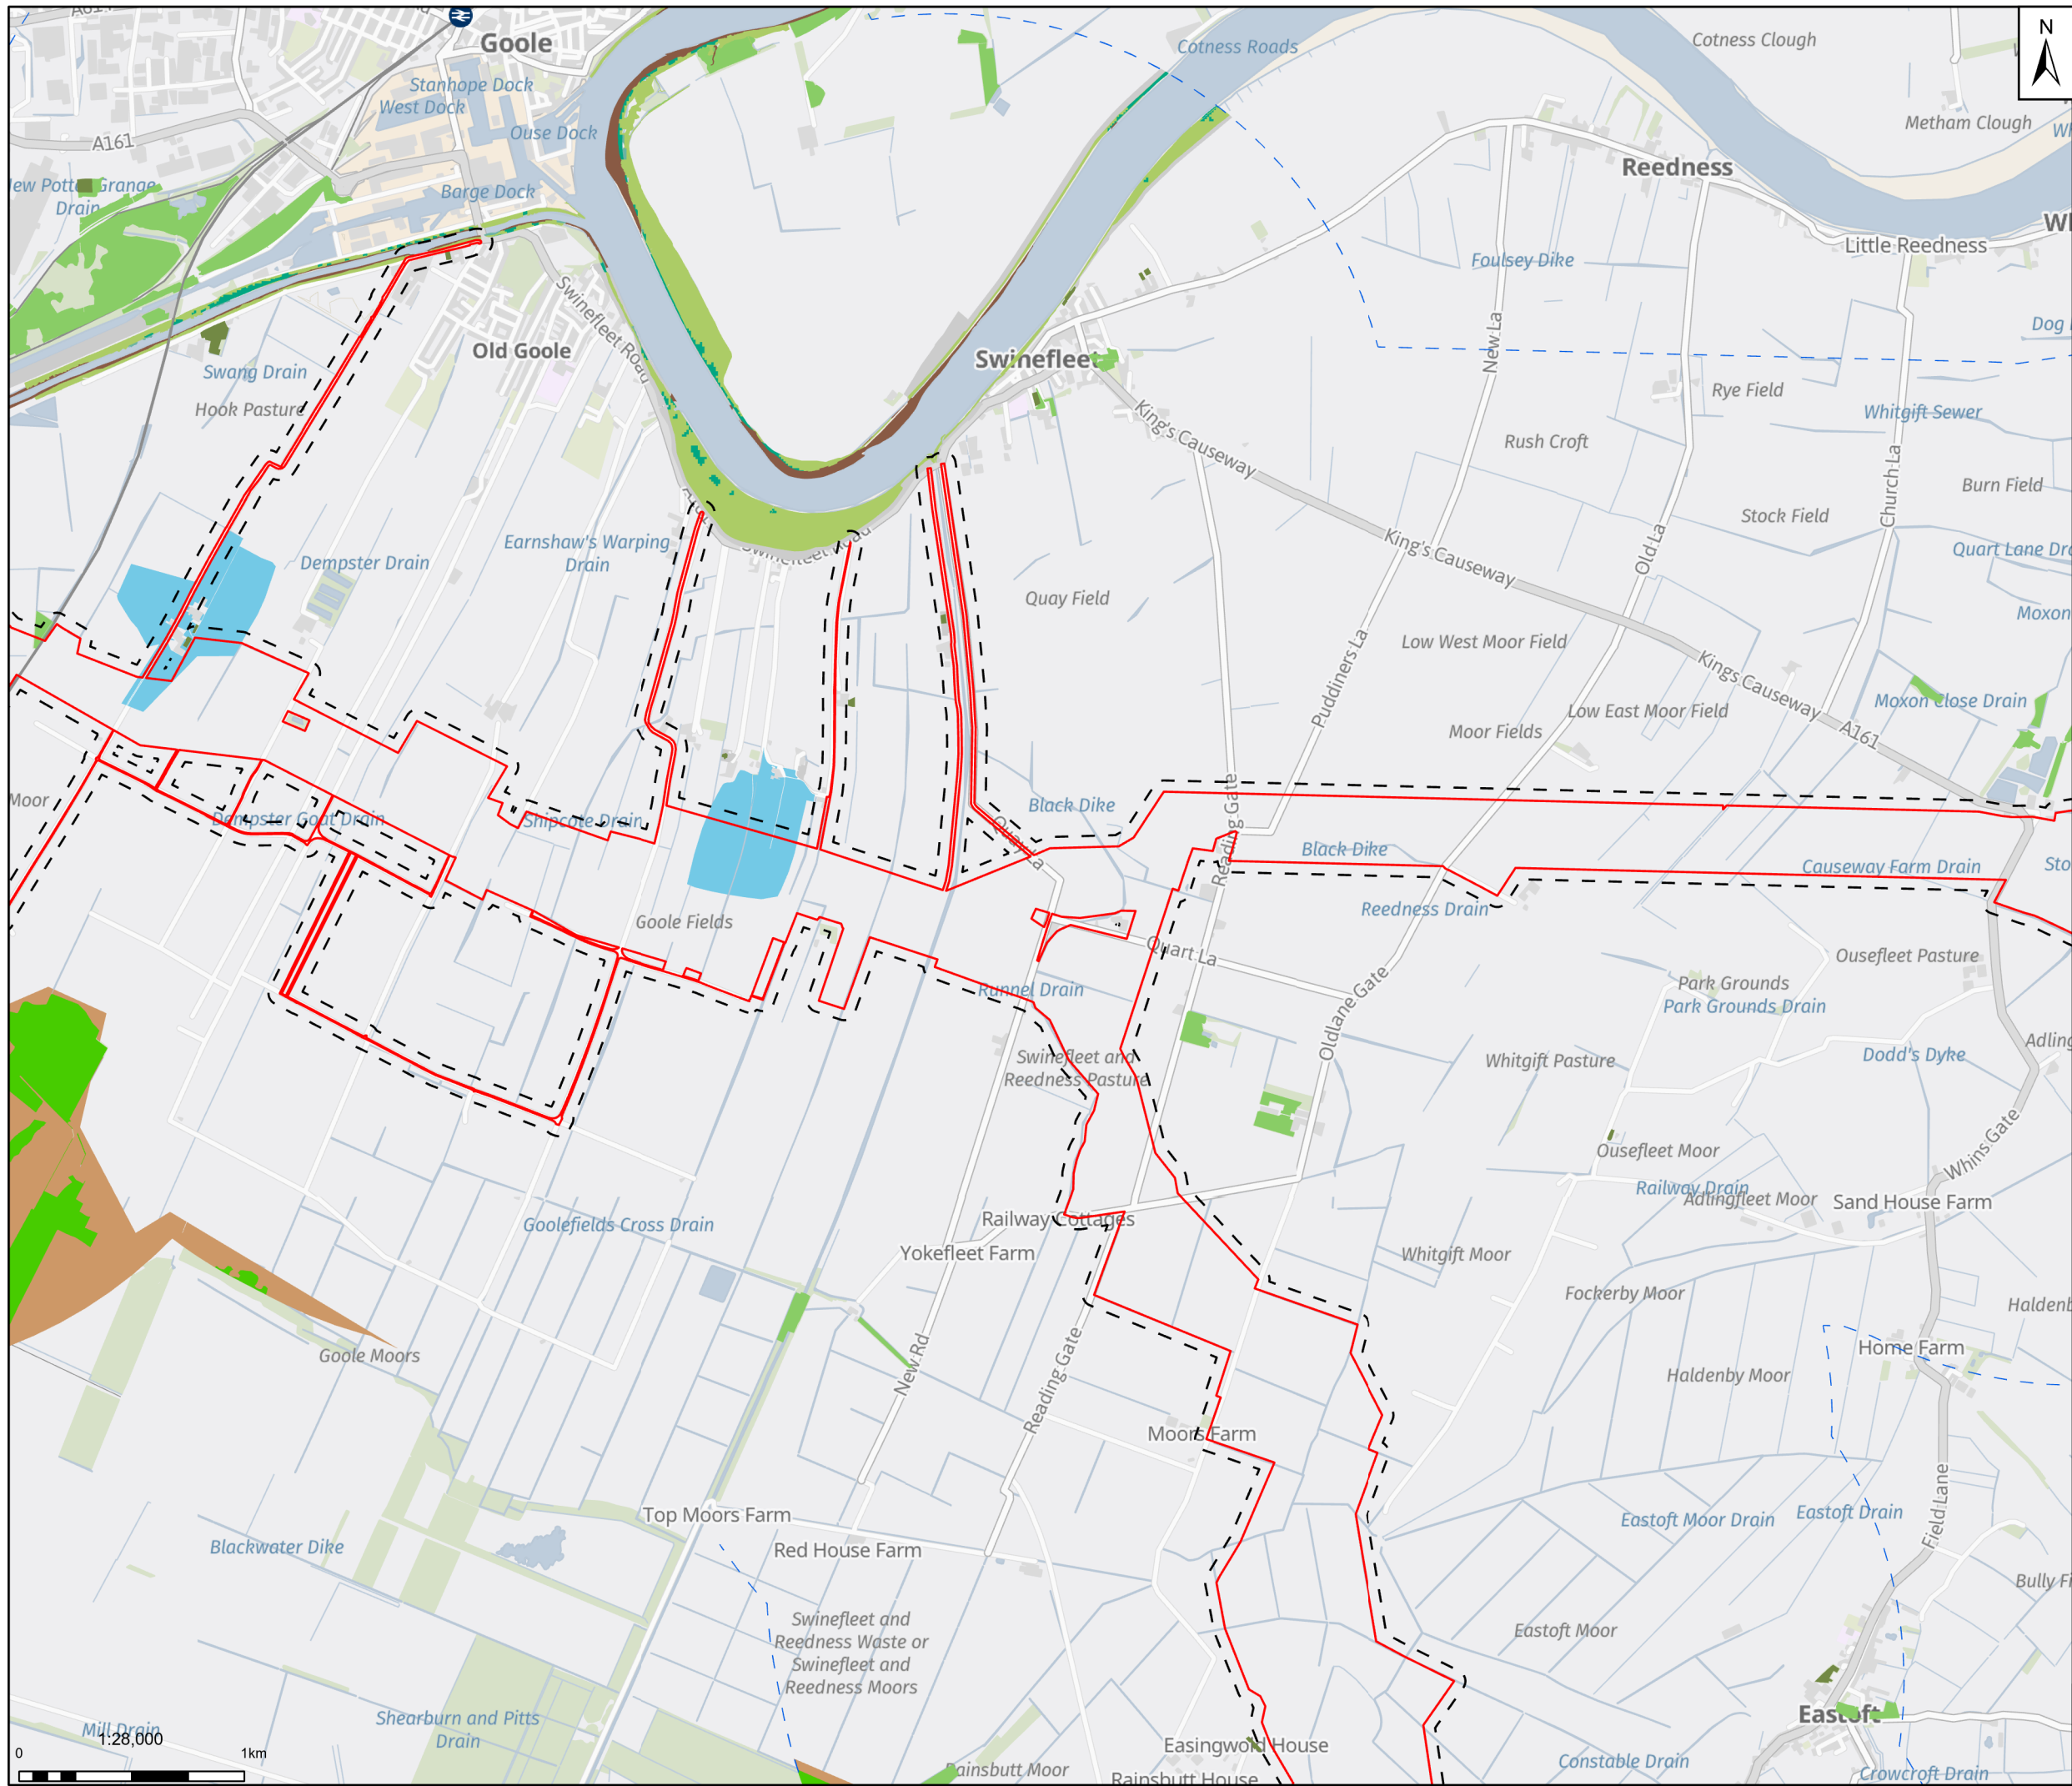 Goole
Cotness Roads
Cotness Clough
N
Stanhope Dock
West Dock
Ouse Dock
A161
Metham Clough
Barge Dock
Drain
Reedness
Little Reedness
Foulsey Dike
Swinefleet Road
Old Goole
Swinefleet
New La
Dog
Swang Drain
Hook Pasture
Rye Field
Whitgift Sewer
King's Causeway
Rush Croft
Church La
Burn Field
Stock Field
Earnshaw's Warping
Drain
Dempster Drain
Swinefleet Road
King's Causeway
Old La
Quart Lane
Quay Field
Moxon
Low West Moor Field
Puddiners La
Kings Causeway
Moxon Close Drain
Low East Moor Field
Moor Fields
A161
Moor
Black Dike
Reading Gate
Dempster Goat Drain
Shipcote Drain
Quay La
Black Dike
Causeway Farm Drain
Reedness Drain
Goole Fields
Quart La
Ousefleet Pasture
Park Grounds
Park Grounds Drain
Runnel Drain
Oldlane Gate
Swinefleet and
Reedness Pasture
Whitgift Pasture
Dodd's Dyke
Whins Gate
Ousefleet Moor
Railway Drain
Adlingfleet Moor
Sand House Farm
Goolefields Cross Drain
Railway Cottages
Yokefleet Farm
Whitgift Moor
Fockerby Moor
Goole Moors
New Rd
Reading Gate
Home Farm
Haldenby Moor
Moors Farm
Field Lane
Top Moors Farm
Eastoft Moor Drain
Eastoft Drain
Blackwater Dike
Red House Farm
Swinefleet and
Reedness Waste or
Swinefleet and
Reedness Moors
Eastoft Moor
Shearburn and Pitts
Drain
Eastoft
Mill Drain
1:28,000
0
1km
Easingwold House
Rainsbutt Moor
Rainsbutt House
Constable Drain
Crowcroft Drain